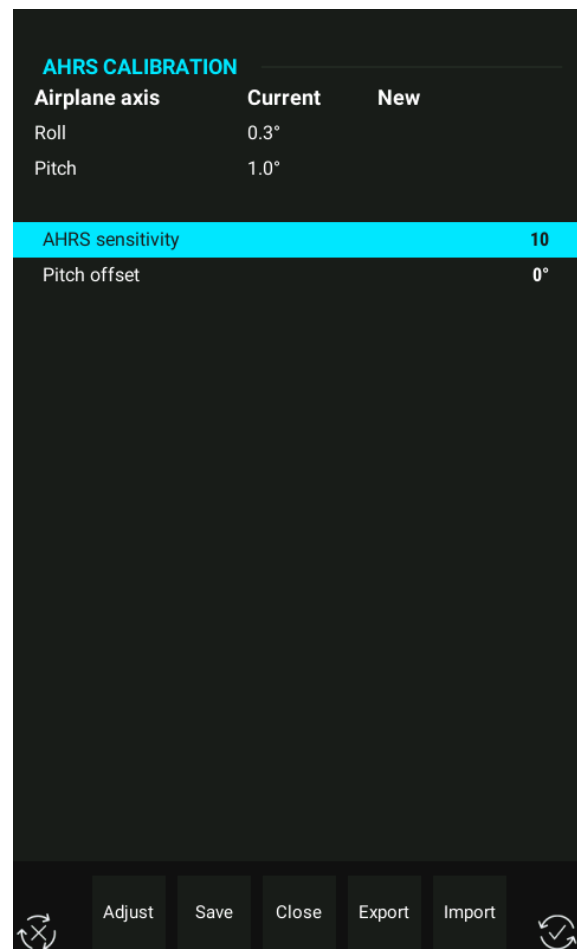 AHRS CALIBRATION
Airplane axis Current New
Roll 0.3°
Pitch 1.0°
AHRS sensitivity 10
Pitch offset 0°
Adjust Save Close Export Import